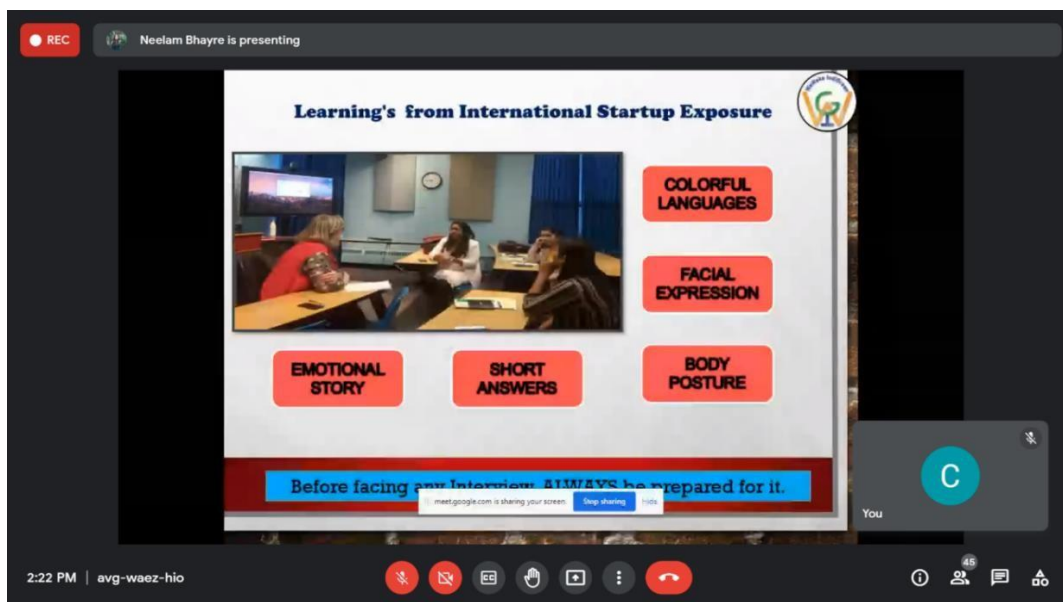 REC
Neelam Bhayre is presenting
Learning's from International Startup Exposure
COLORFUL
LANGUAGES
FACIAL
EXPRESSION
EMOTIONAL
STORY
SHORT
ANSWERS
BODY
POSTURE
Before facing any Interview, ALWAYS be prepared for it.
meet.google.com is sharing your screen.
Stop sharing
Hide
C
You
2:22 PM | avg-waez-hio
CC
45